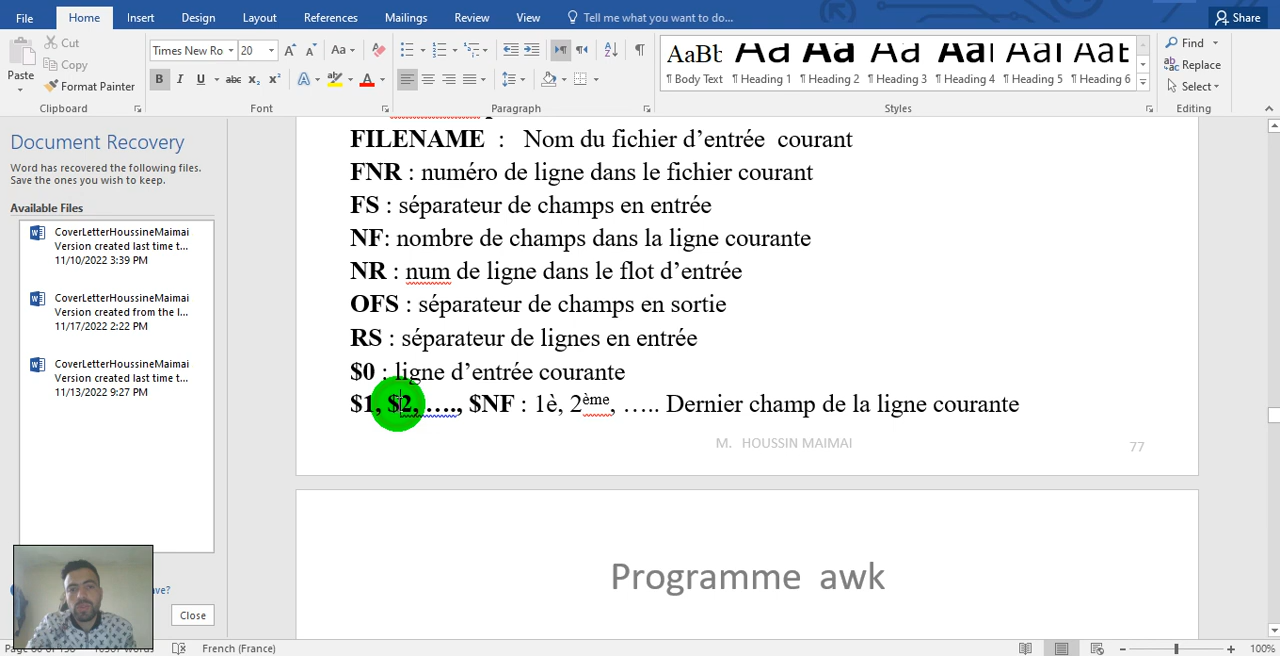 File Home Insert Design Layout References Mailings Review View Tell me what you want to do... Share
Paste Cut Copy Format Painter
Times New Ro 20 Aa
B I U abc x₂ x² A A
AaBb AaBbCc
¶ Body Text ¶ Heading 1 ¶ Heading 2 ¶ Heading 3 ¶ Heading 4 ¶ Heading 5 ¶ Heading 6
Find Replace Select
Clipboard Font Paragraph Styles Editing
Document Recovery
Word has recovered the following files.
Save the ones you wish to keep.
Available Files
CoverLetterHoussineMaimai
Version created last time t...
11/10/2022 3:39 PM
CoverLetterHoussineMaimai
Version created from the l...
11/17/2022 2:22 PM
CoverLetterHoussineMaimai
Version created last time t...
11/13/2022 9:27 PM
Close
FILENAME : Nom du fichier d’entrée courant
FNR : numéro de ligne dans le fichier courant
FS : séparateur de champs en entrée
NF: nombre de champs dans la ligne courante
NR : num de ligne dans le flot d’entrée
OFS : séparateur de champs en sortie
RS : séparateur de lignes en entrée
$0 : ligne d’entrée courante
$1, $2, …., $NF : 1è, 2ème, ….. Dernier champ de la ligne courante
M. HOUSSIN MAIMAI 77
Programme awk
French (France) 100%